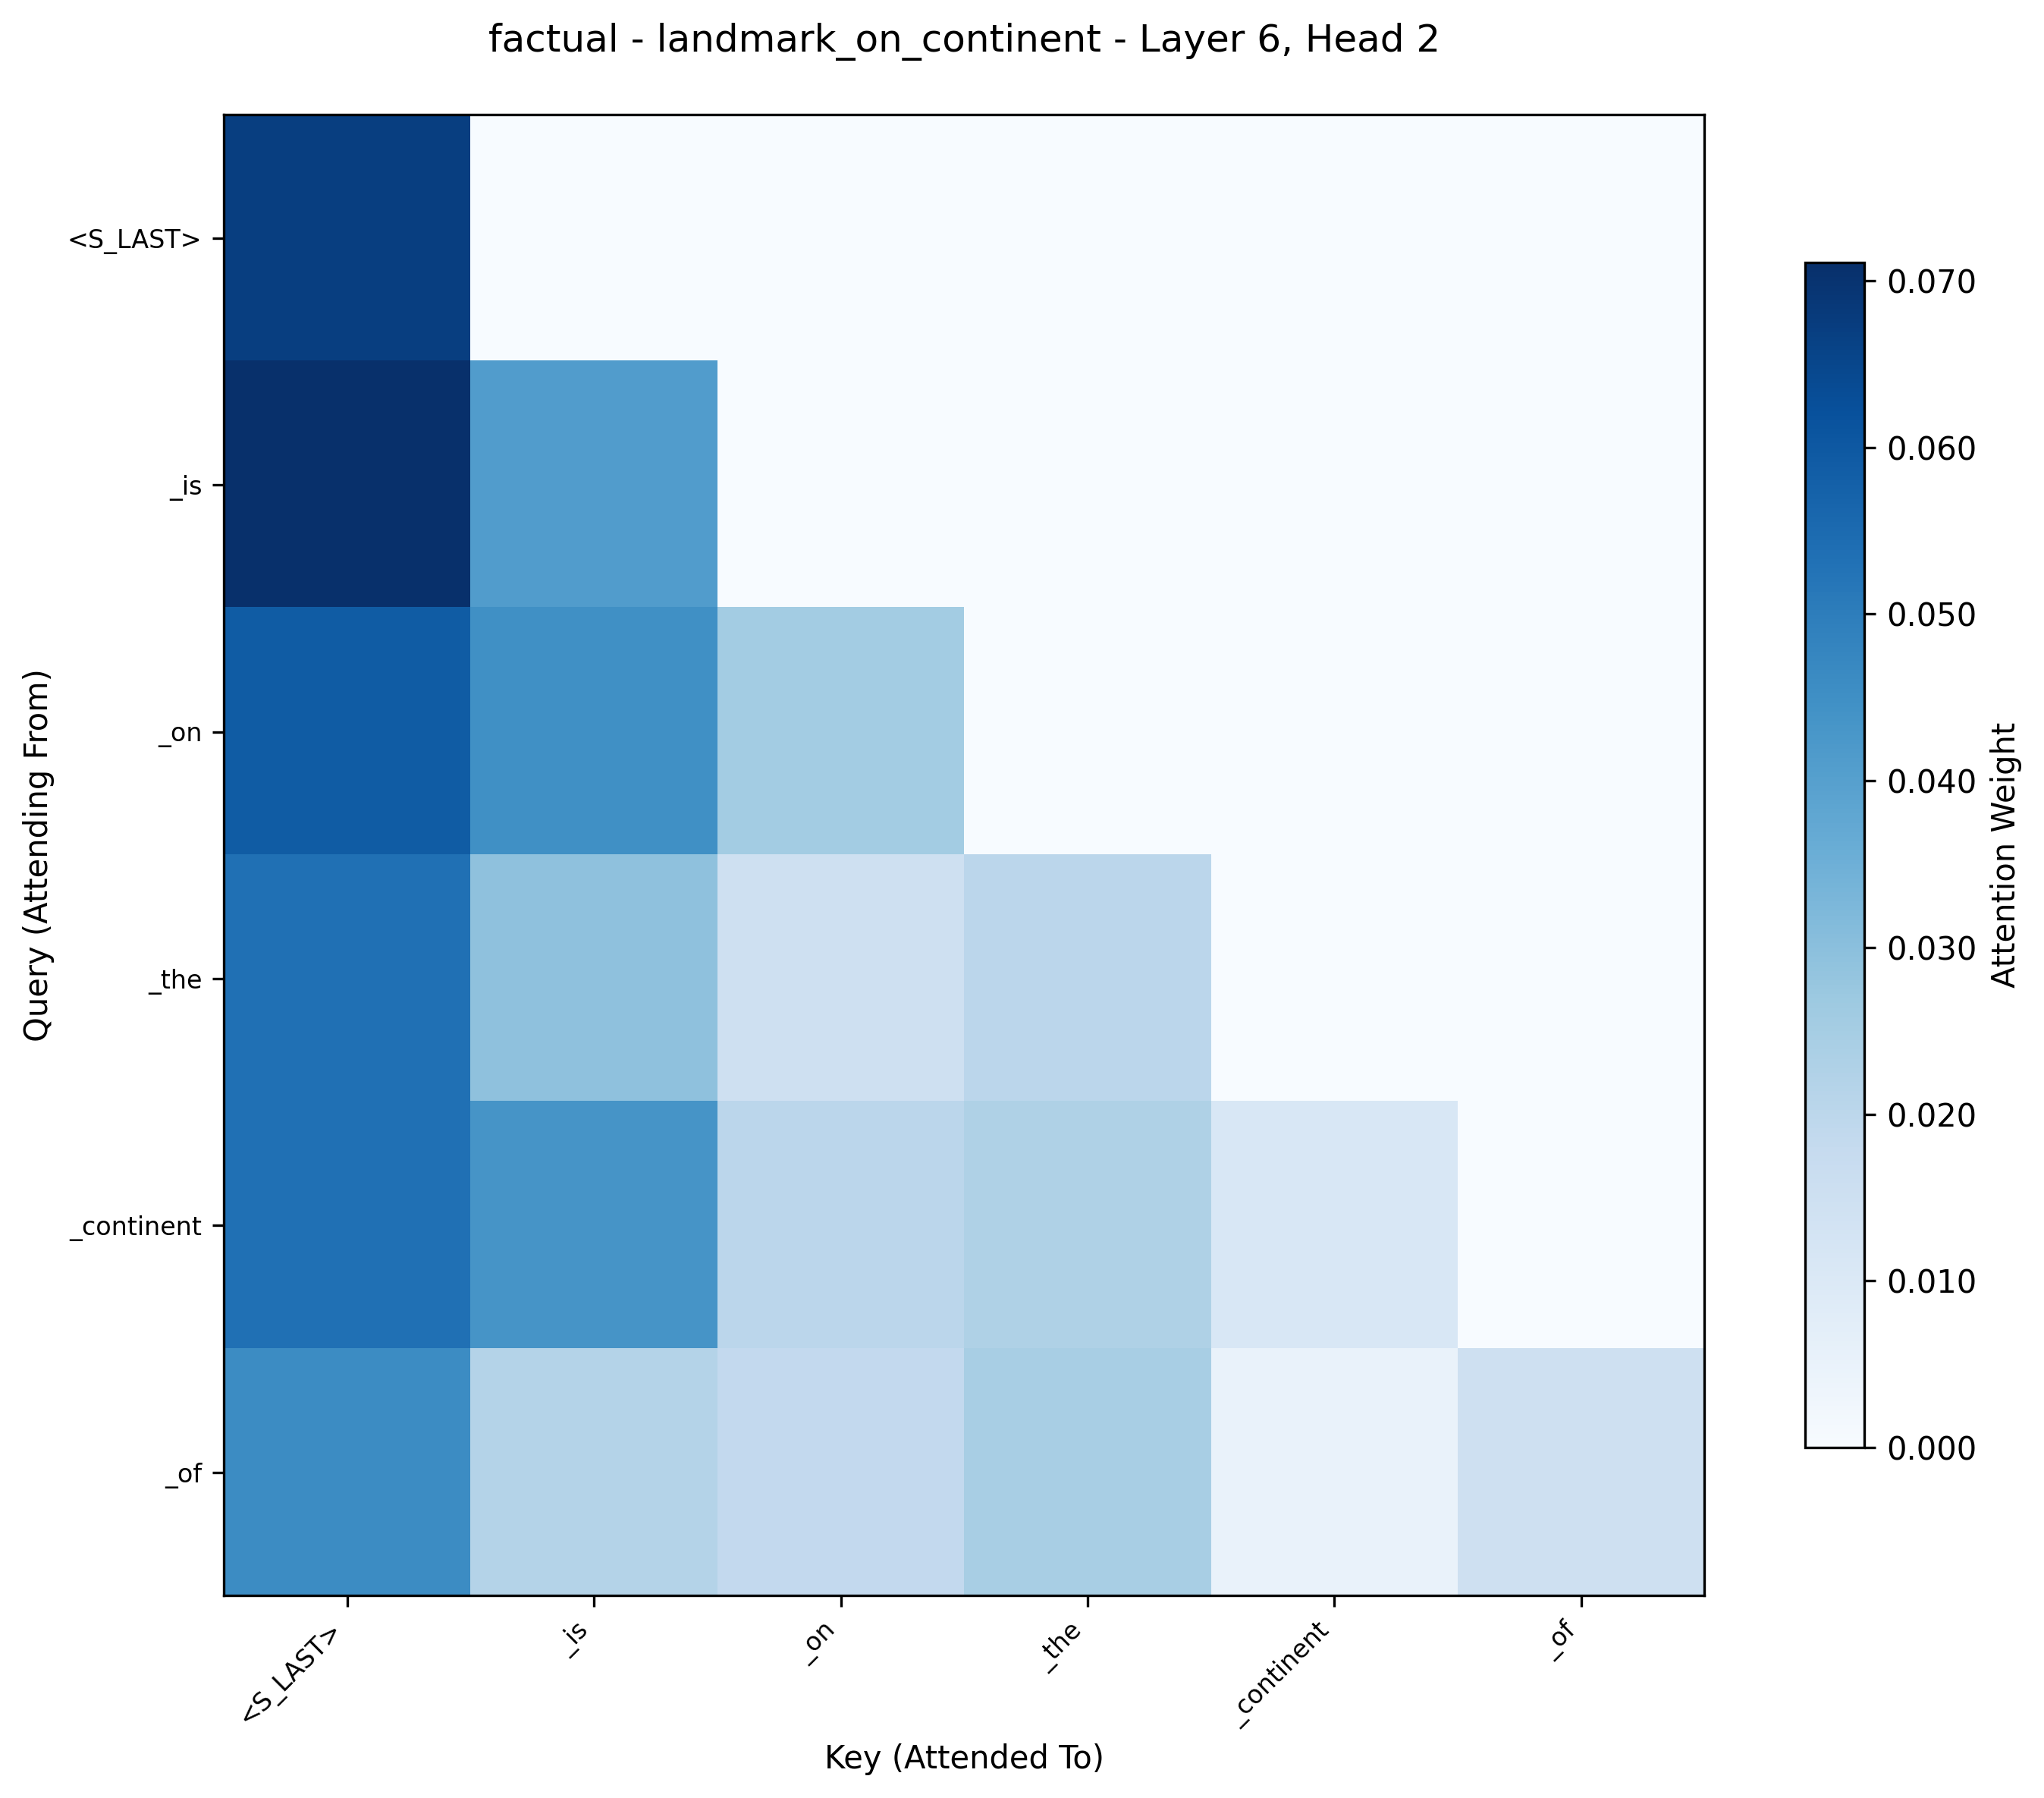 factual - landmark_on_continent - Layer 6, Head 2
Query (Attending From)
<S_LAST>
_is
_on
_the
_continent
_of
<S_LAST>
_is
_on
_the
_continent
_of
Key (Attended To)
0.070
0.060
0.050
0.040
0.030
0.020
0.010
0.000
Attention Weight